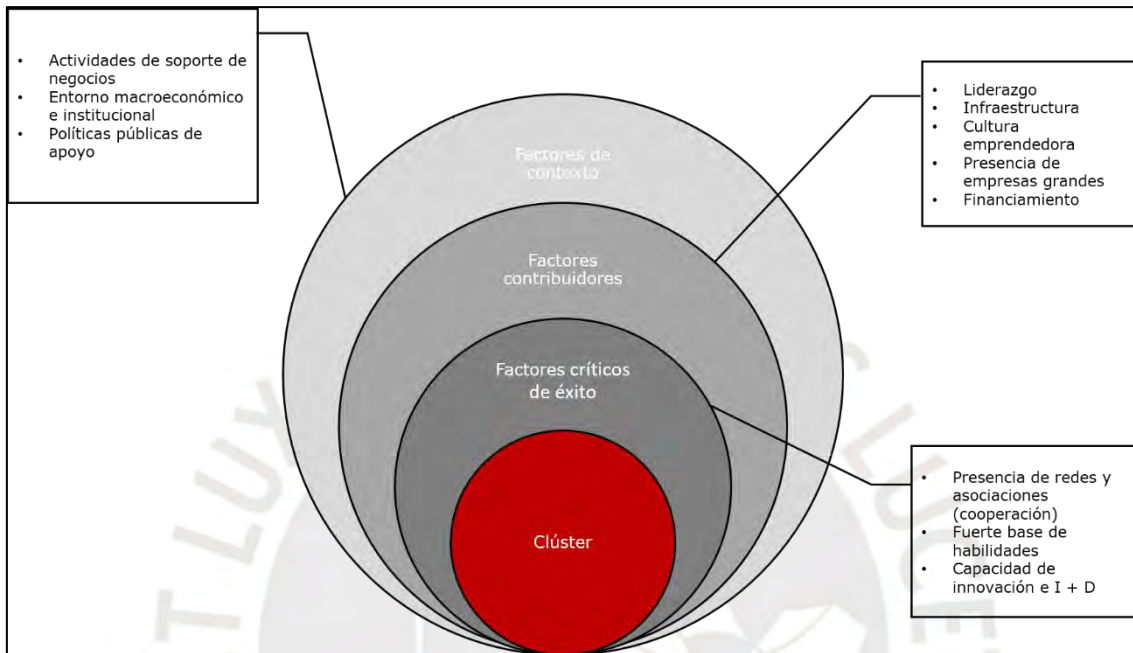 • Actividades de soporte de
negocios
• Entorno macroeconómico
e institucional
• Políticas públicas de
apoyo
• Liderazgo
• Infraestructura
• Cultura
emprendedora
• Presencia de
empresas grandes
• Financiamiento
Factores de
contexto
Factores
contribuidores
Factores críticos
de éxito
Clúster
• Presencia de redes y
asociaciones
(cooperación)
• Fuerte base de
habilidades
• Capacidad de
innovación e I + D